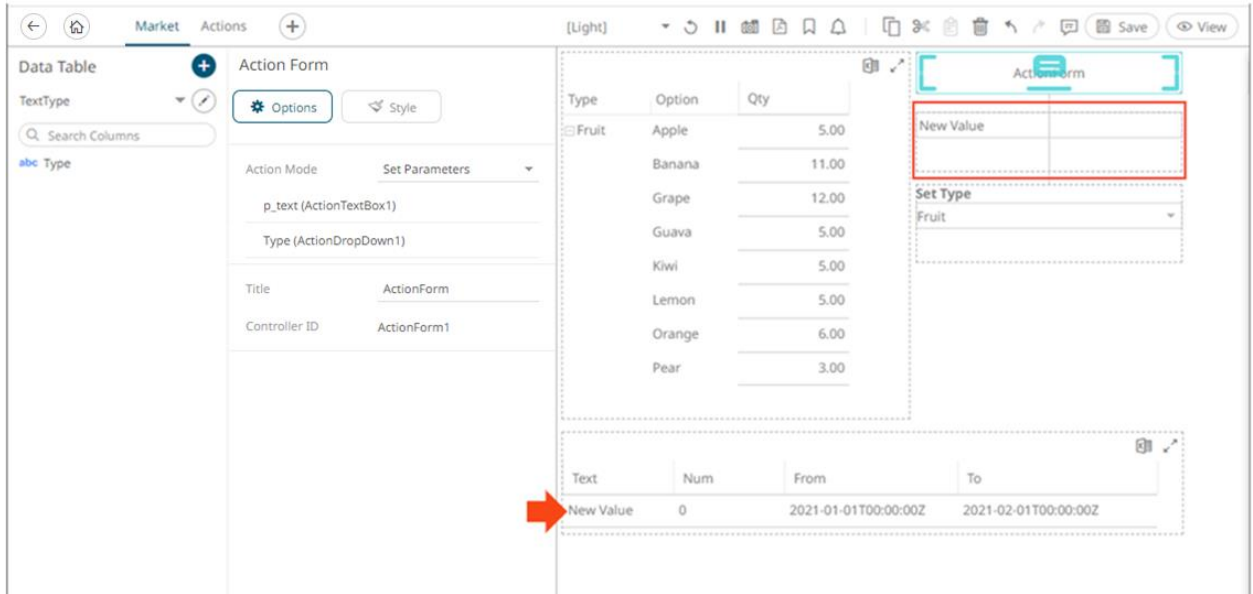 Market Actions [Light] Save View
Data Table
TextType
Search Columns
abc Type
Action Form
Options Style
Action Mode Set Parameters
p_text (ActionTextBox1)
Type (ActionDropDown1)
Title ActionForm
Controller ID ActionForm1
Type Option Qty
Fruit Apple 5.00
Banana 11.00
Grape 12.00
Guava 5.00
Kiwi 5.00
Lemon 5.00
Orange 6.00
Pear 3.00
ActionForm
New Value
Set Type
Fruit
Text Num From To
New Value 0 2021-01-01T00:00:00Z 2021-02-01T00:00:00Z